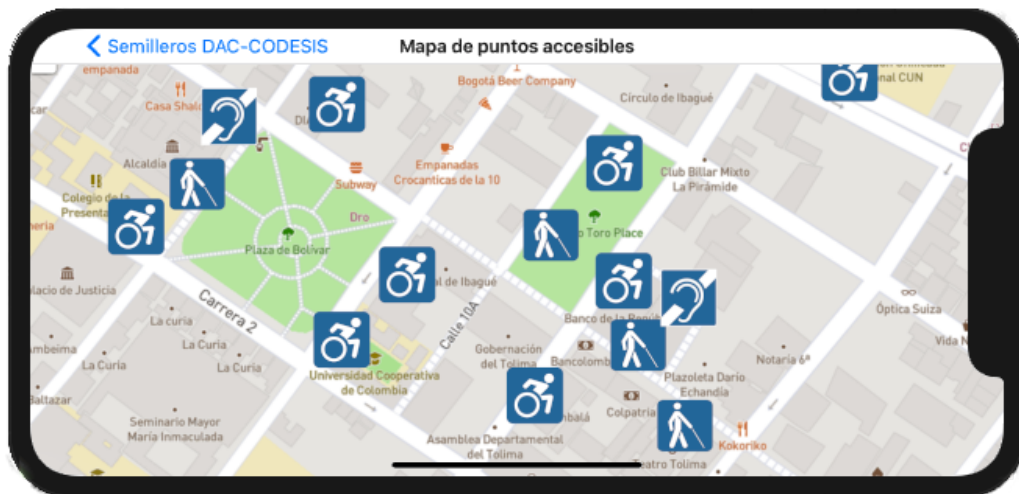 Semilleros DAC-CODESIS
Mapa de puntos accesibles
empanada
Bogotá Beer Company
onal CUN
Casa Shalo
Círculo de Ibagué
Alcaldía
Empanadas
Crocanticas de la 10
Subway
Club Billar Mixto
La Pirámide
Colegio de la
Presenta
Dro
o Toro Place
Plaza de Bolívar
al de Ibagué
lacio de Justicia
Carrera 2
Calle 10A
Óptica Suiza
La curia
La Curia
La Curia
La Curia
Banco de la Repúb
Vida N
Gobernación
del Tolima
Bancolomb
Notaría 6ª
Universidad Cooperativa
de Colombia
Plazoleta Darío
Echandía
Baltazar
Seminario Mayor
María Inmaculada
mbalá
Colpatria
Asamblea Departamental
del Tolima
Kokoriko
Teatro Tolima